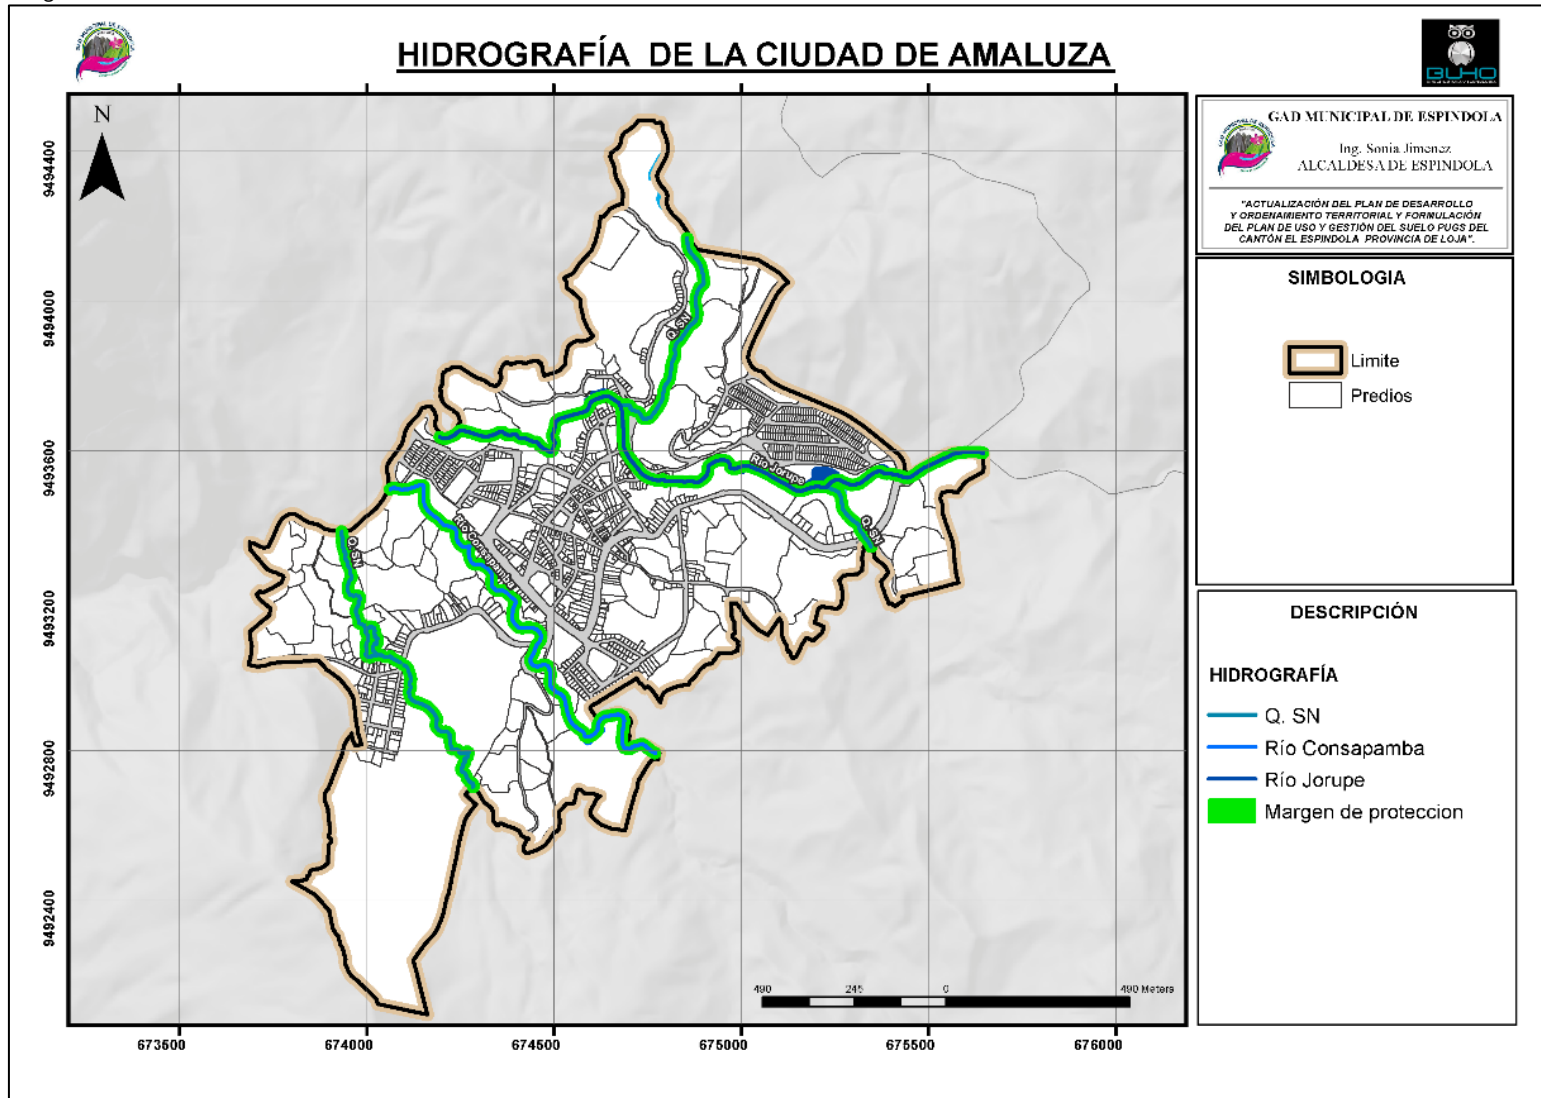 HIDROGRAFÍA DE LA CIUDAD DE AMALUZA
BUHO
GAD MUNICIPAL DE ESPINDOLA
Ing. Sonia Jimenez
ALCALDESA DE ESPINDOLA
"ACTUALIZACIÓN DEL PLAN DE DESARROLLO
Y ORDENAMIENTO TERRITORIAL Y FORMULACIÓN
DEL PLAN DE USO Y GESTIÓN DEL SUELO PUGS DEL
CANTÓN EL ESPINDOLA PROVINCIA DE LOJA".
SIMBOLOGIA
Limite
Predios
DESCRIPCIÓN
HIDROGRAFÍA
Q. SN
Río Consapamba
Río Jorupe
Margen de proteccion
N
9494400
9494000
9493600
9493200
9492800
9492400
Q. SN
Río Jorupe
Q. SN
Río Consapamba
Q. SN
490 245 0 490 Meters
673500 674000 674500 675000 675500 676000